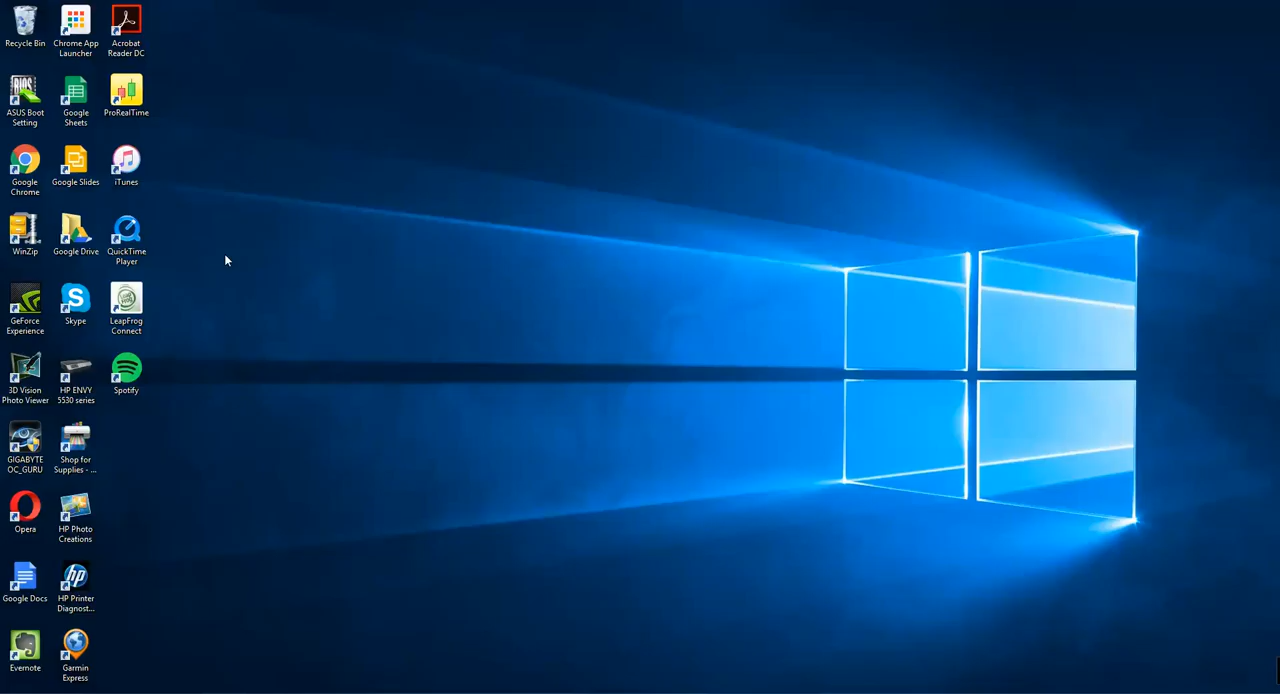 Recycle Bin
Chrome App
Launcher
Acrobat
Reader DC
BIOS
ASUS Boot
Setting
Google
Sheets
ProRealTime
Google
Chrome
Google Slides
iTunes
WinZip
Google Drive
QuickTime
Player
GeForce
Experience
Skype
LeapFrog
Connect
3D Vision
Photo Viewer
HP ENVY
5530 series
Spotify
GIGABYTE
OC_GURU
Shop for
Supplies - ...
Opera
HP Photo
Creations
Google Docs
hp
HP Printer
Diagnost...
Evernote
Garmin
Express